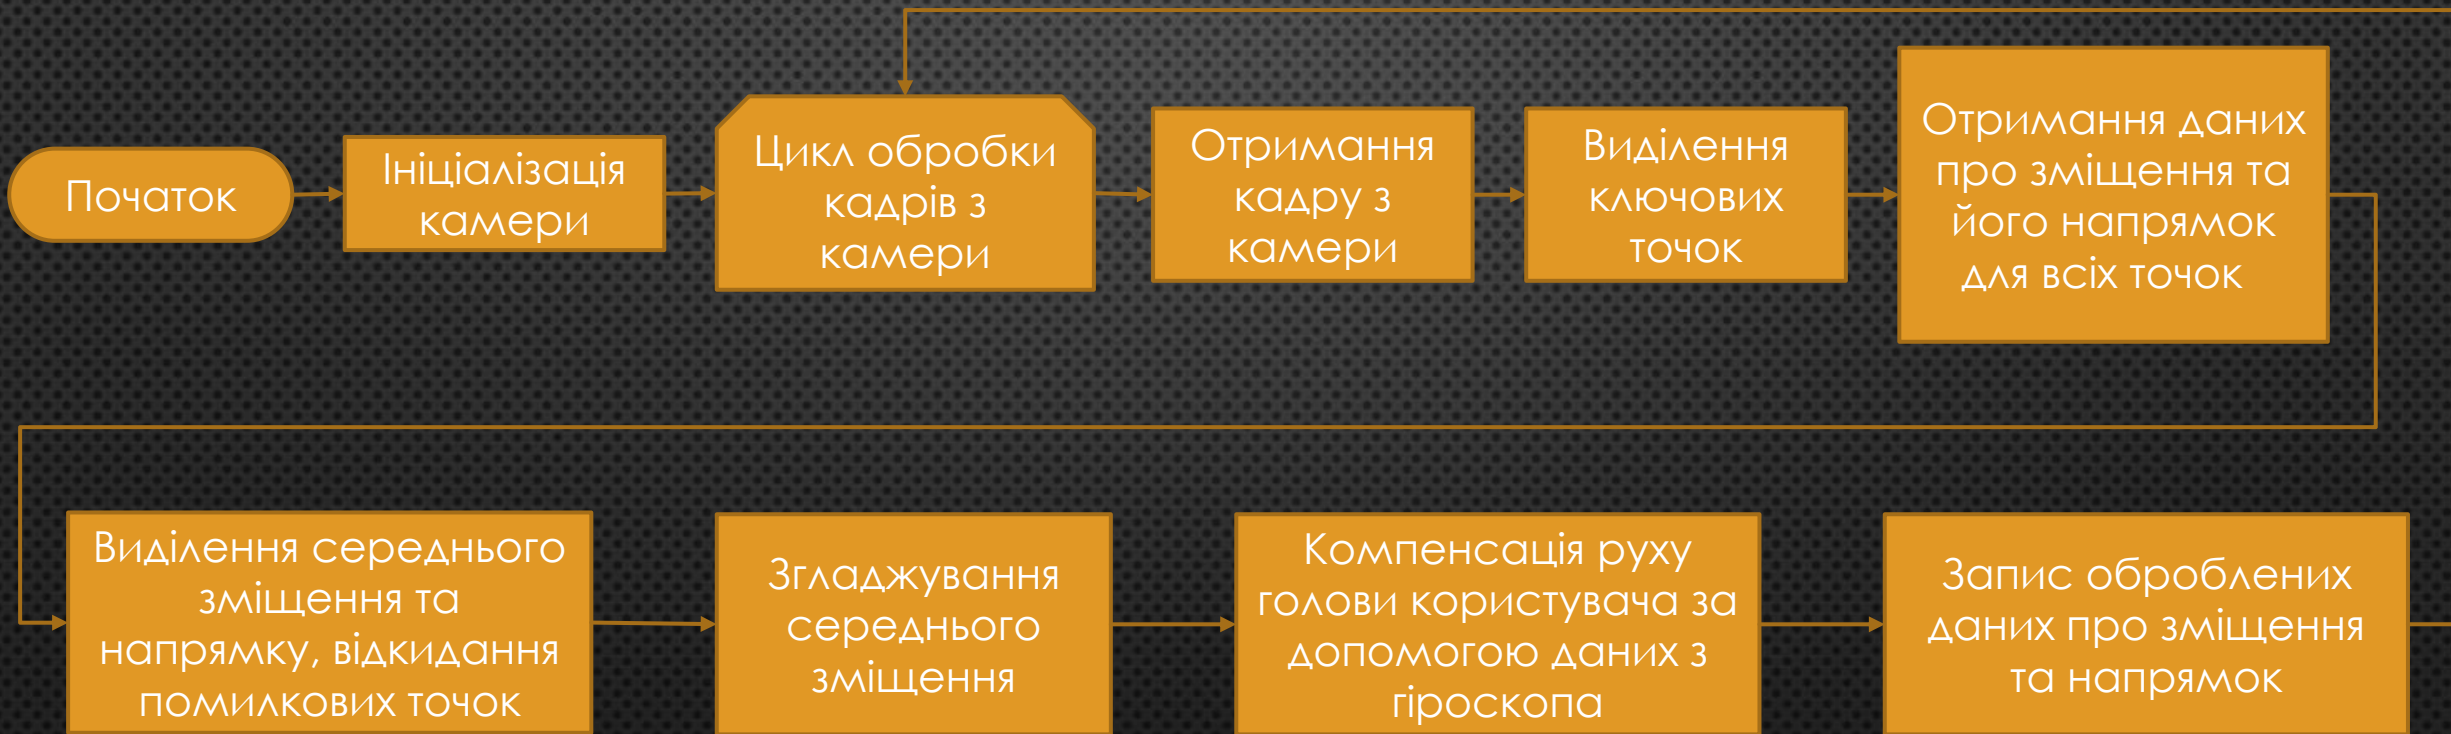 Початок
Ініціалізація
камери
Цикл обробки
кадрів з
камери
Отримання
кадру з
камери
Виділення
ключових
точок
Отримання даних
про зміщення та
його напрямок
для всіх точок
Виділення середнього
зміщення та
напрямку, відкидання
помилкових точок
Згладжування
середнього
зміщення
Компенсація руху
голови користувача за
допомогою даних з
гіроскопа
Запис оброблених
даних про зміщення
та напрямок